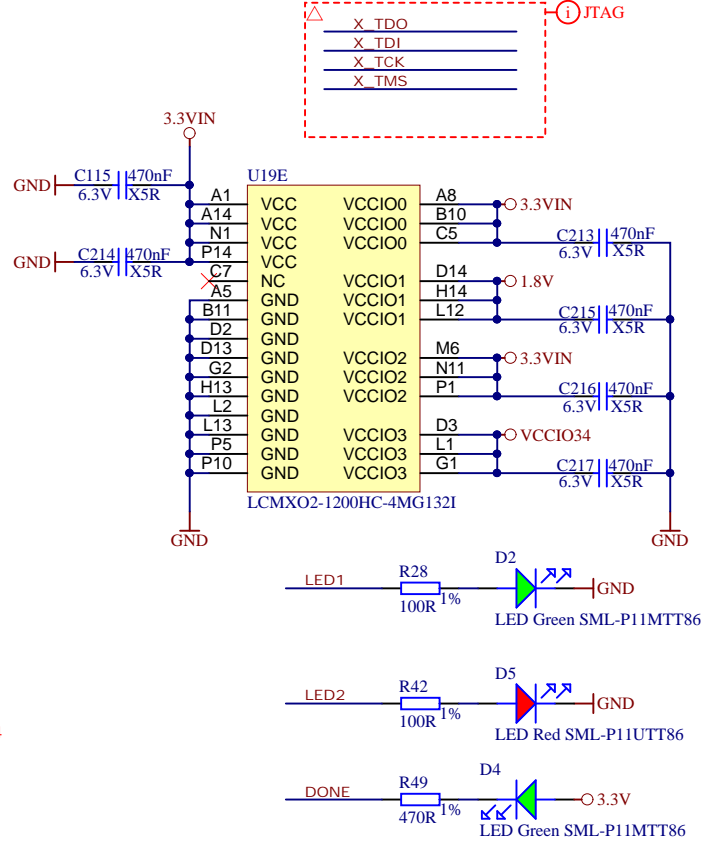 i JTAG
X_TDO
X_TDI
X_TCK
X_TMS
3.3VIN
GND C115 470nF
6.3V X5R
GND C214 470nF
6.3V X5R
U19E
A1 VCC VCCIO0 A8 3.3VIN
A14 VCC VCCIO0 B10
N1 VCC VCCIO0 C5
P14 VCC
C213 470nF
6.3V X5R
C7 NC VCCIO1 D14 1.8V
A5 GND VCCIO1 H14
B11 GND VCCIO1 L12
C215 470nF
6.3V X5R
D2 GND
D13 GND VCCIO2 M6 3.3VIN
G2 GND VCCIO2 N11
H13 GND VCCIO2 P1
C216 470nF
6.3V X5R
L2 GND
L13 GND VCCIO3 D3 VCCIO34
P5 GND VCCIO3 L1
P10 GND VCCIO3 G1
C217 470nF
6.3V X5R
LCMXO2-1200HC-4MG132I
GND
GND
LED1 R28 D2 GND
100R 1%
LED Green SML-P11MTT86
LED2 R42 D5 GND
100R 1%
LED Red SML-P11UTT86
DONE R49 D4 3.3V
470R 1%
LED Green SML-P11MTT86